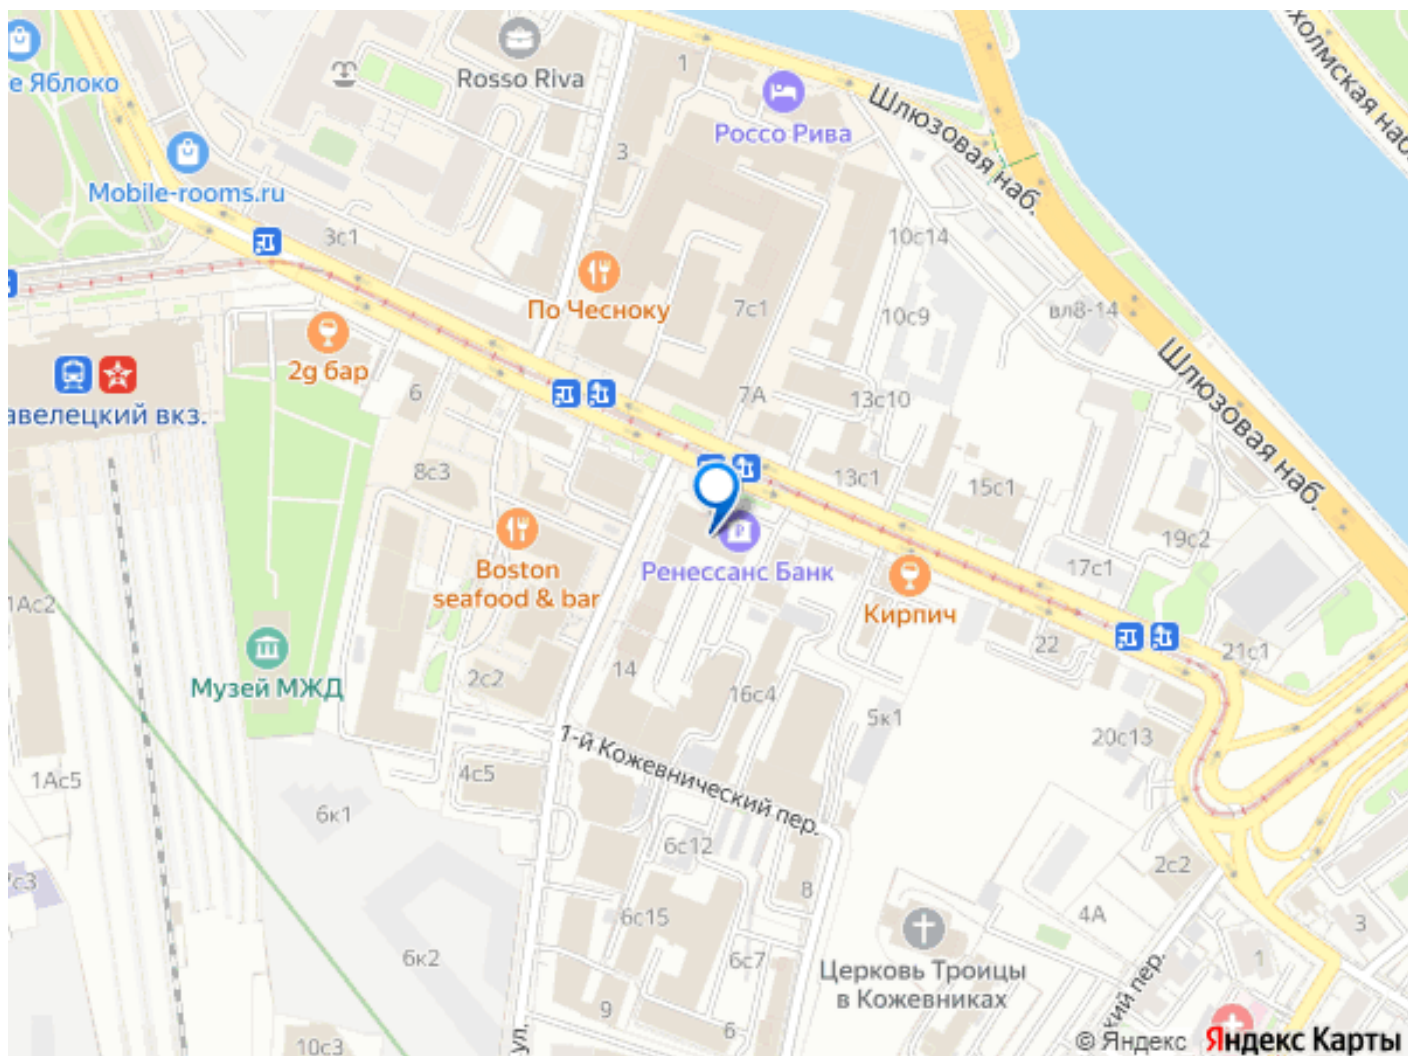 Rosso Riva
е Яблоко
Mobile-rooms.ru
1
Россо Рива
Шлюзовая наб.
холмская наб.
3
3с1
10с14
По Чесноку
7с1
10с9
вл8-14
2g бар
6
7А
13с10
Шлюзовая наб.
авелецкий вкз.
8с3
13с1
15с1
19с2
17с1
Boston
seafood & bar
Р
Ренессанс Банк
Кирпич
1Ас2
22
21с1
Музей МЖД
2с2
14
16с4
5к1
20с13
1-й Кожевнический пер.
1Ас5
4с5
6к1
6с12
2с2
с3
8
4А
3
6с15
6к2
6с7
Церковь Троицы
в Кожевниках
1
кий пер.
9
6
10с3
ул.
© Яндекс Яндекс Карты